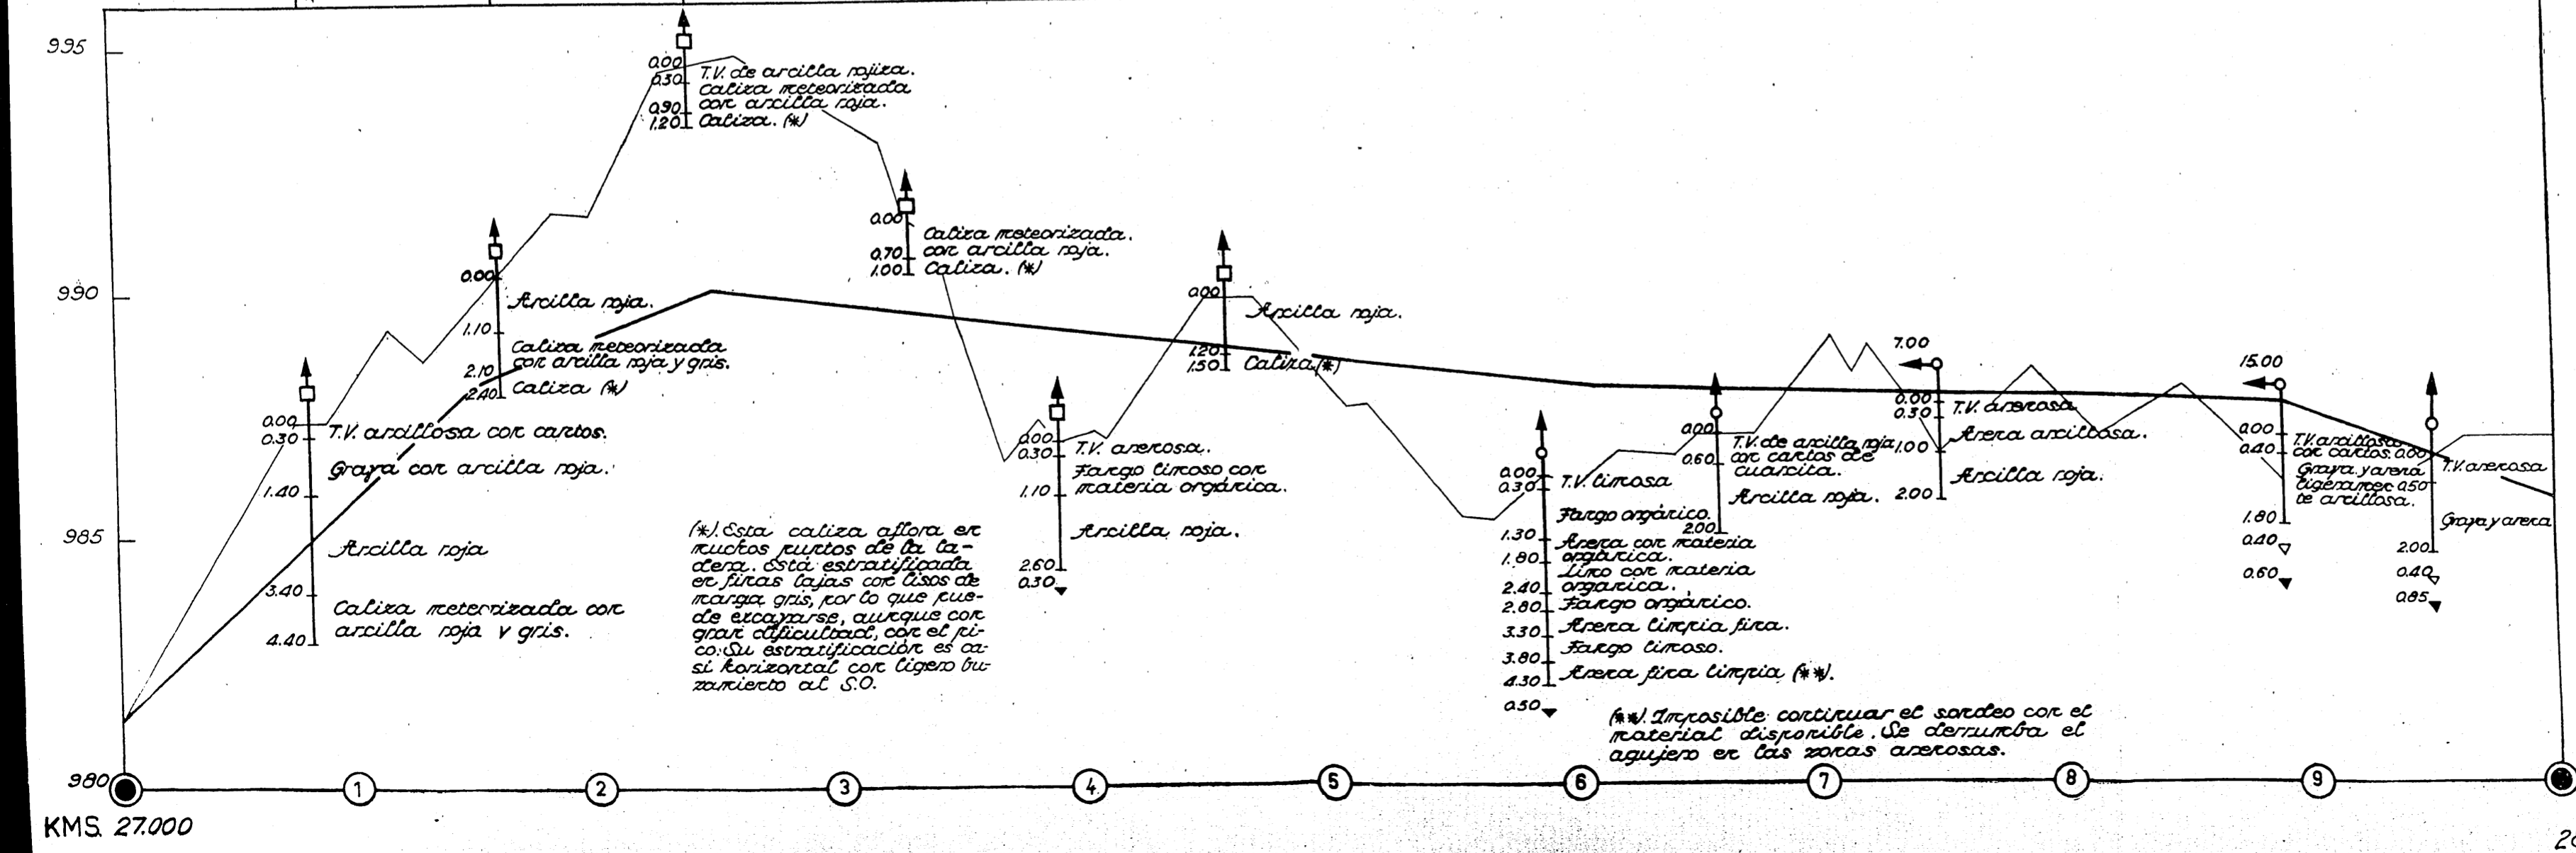 995
990
985
980
0.00
0.30
1.40
3.40
4.40
T.V. arcillosa con cantos.
Grava con arcilla roja.
Arcilla roja
Caliza meteorizada con
arcilla roja y gris.
0.00
1.10
2.10
2.40
Arcilla roja.
Caliza meteorizada
con arcilla roja y gris.
Caliza (*)
0.00
0.30
0.90
1.20
T.V. de arcilla rojiza.
Caliza meteorizada
con arcilla roja.
Caliza. (*)
0.00
0.70
1.00
Caliza meteorizada.
con arcilla roja.
Caliza. (*)
(*). Esta caliza aflora en
muchos puntos de la la-
dera. Está estratificada
en finas lajas con lisos de
marga gris, por lo que pue-
de excavarse, aunque con
gran dificultad, con el pi-
co. Su estratificación es ca-
si horizontal con ligero bu-
zamiento al S.O.
0.00
0.30
1.10
2.60
0.30
T.V. arenosa.
Fango limoso con
materia orgánica.
Arcilla roja.
0.00
1.20
1.50
Arcilla roja.
Caliza (*)
0.00
0.30
1.30
1.80
2.40
2.80
3.30
3.80
4.30
0.50
T.V. limosa
Fango orgánico.
Arena con materia
orgánica.
Limo con materia
orgánica.
Fango orgánico.
Arena limpia fina.
Fango limoso.
Arena fina limpia (**).
(**). Imposible continuar el sondeo con el
material disponible. Se derrumba el
agujero en las zonas arenosas.
0.00
0.60
2.00
T.V. de arcilla roja
con cantos de
cuarcita.
Arcilla roja.
7.00
0.00
0.30
1.00
2.00
T.V. arenosa
Arena arcillosa.
Arcilla roja.
15.00
0.00
0.40
1.80
0.40
0.60
T.V. arcillosa
con cantos.
Grava y arena
ligeramen-
te arcillosa.
0.00
0.50
2.00
0.40
0.85
T.V. arenosa
Grava y arena
1 2 3 4 5 6 7 8 9
KMS. 27.000